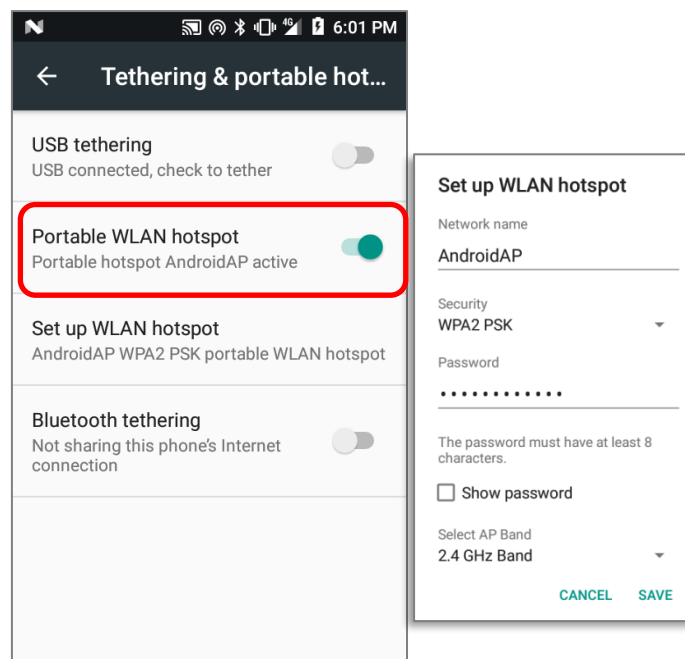 4G 6:01 PM
Tethering & portable hot...
USB tethering
USB connected, check to tether
Portable WLAN hotspot
Portable hotspot AndroidAP active
Set up WLAN hotspot
AndroidAP WPA2 PSK portable WLAN hotspot
Bluetooth tethering
Not sharing this phone's Internet
connection
Set up WLAN hotspot
Network name
AndroidAP
Security
WPA2 PSK
Password
••••••••••••
The password must have at least 8
characters.
Show password
Select AP Band
2.4 GHz Band
CANCEL SAVE